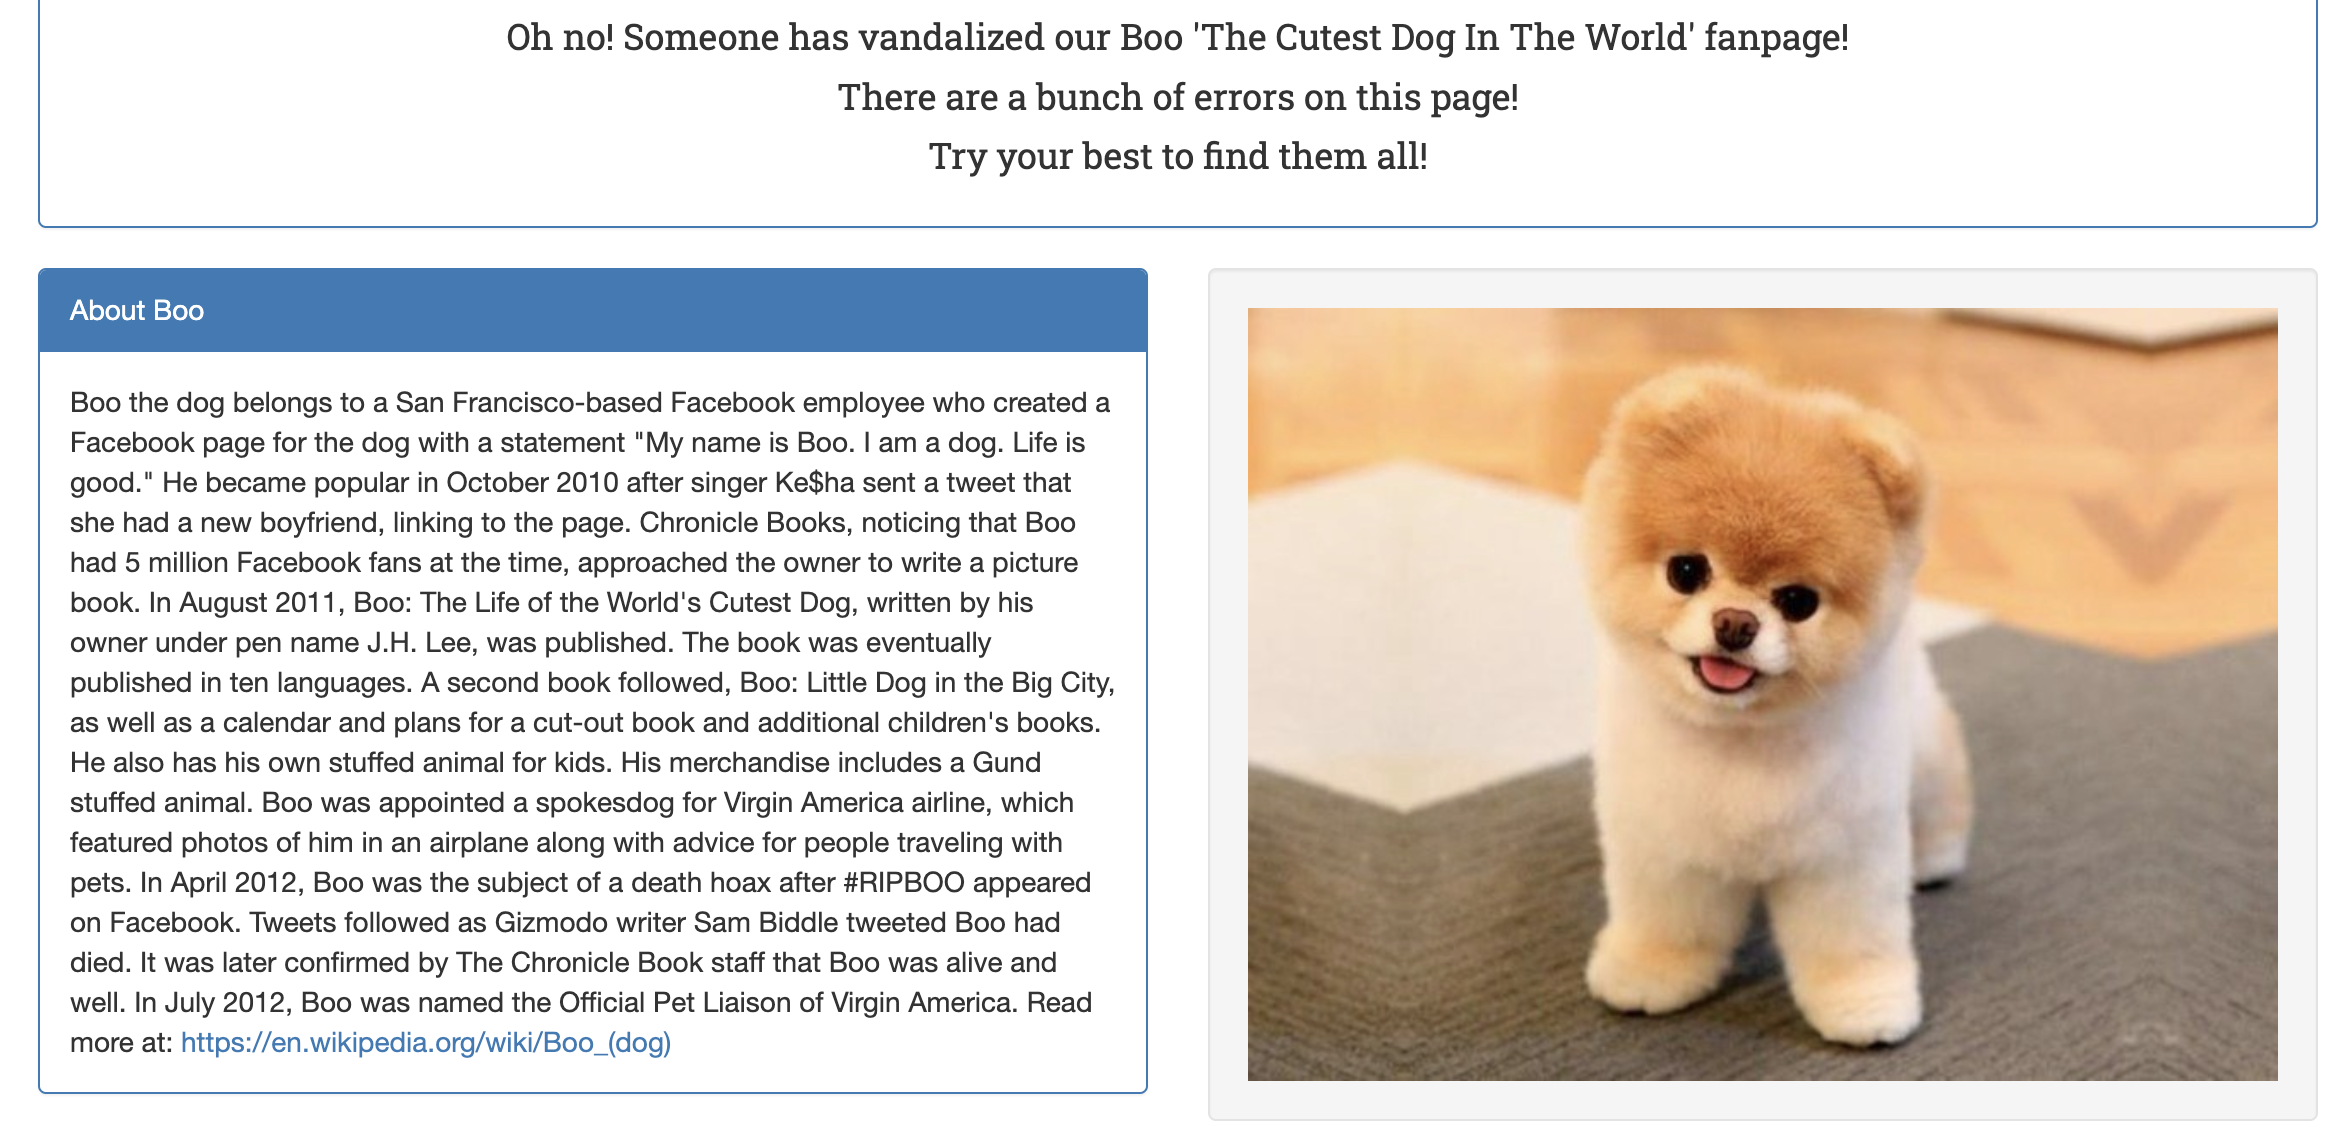 Oh no! Someone has vandalized our Boo 'The Cutest Dog In The World' fanpage!
There are a bunch of errors on this page!
Try your best to find them all!
About Boo
Boo the dog belongs to a San Francisco-based Facebook employee who created a
Facebook page for the dog with a statement "My name is Boo. I am a dog. Life is
good." He became popular in October 2010 after singer Ke$ha sent a tweet that
she had a new boyfriend, linking to the page. Chronicle Books, noticing that Boo
had 5 million Facebook fans at the time, approached the owner to write a picture
book. In August 2011, Boo: The Life of the World's Cutest Dog, written by his
owner under pen name J.H. Lee, was published. The book was eventually
published in ten languages. A second book followed, Boo: Little Dog in the Big City,
as well as a calendar and plans for a cut-out book and additional children's books.
He also has his own stuffed animal for kids. His merchandise includes a Gund
stuffed animal. Boo was appointed a spokesdog for Virgin America airline, which
featured photos of him in an airplane along with advice for people traveling with
pets. In April 2012, Boo was the subject of a death hoax after #RIPBOO appeared
on Facebook. Tweets followed as Gizmodo writer Sam Biddle tweeted Boo had
died. It was later confirmed by The Chronicle Book staff that Boo was alive and
well. In July 2012, Boo was named the Official Pet Liaison of Virgin America. Read
more at: https://en.wikipedia.org/wiki/Boo_(dog)